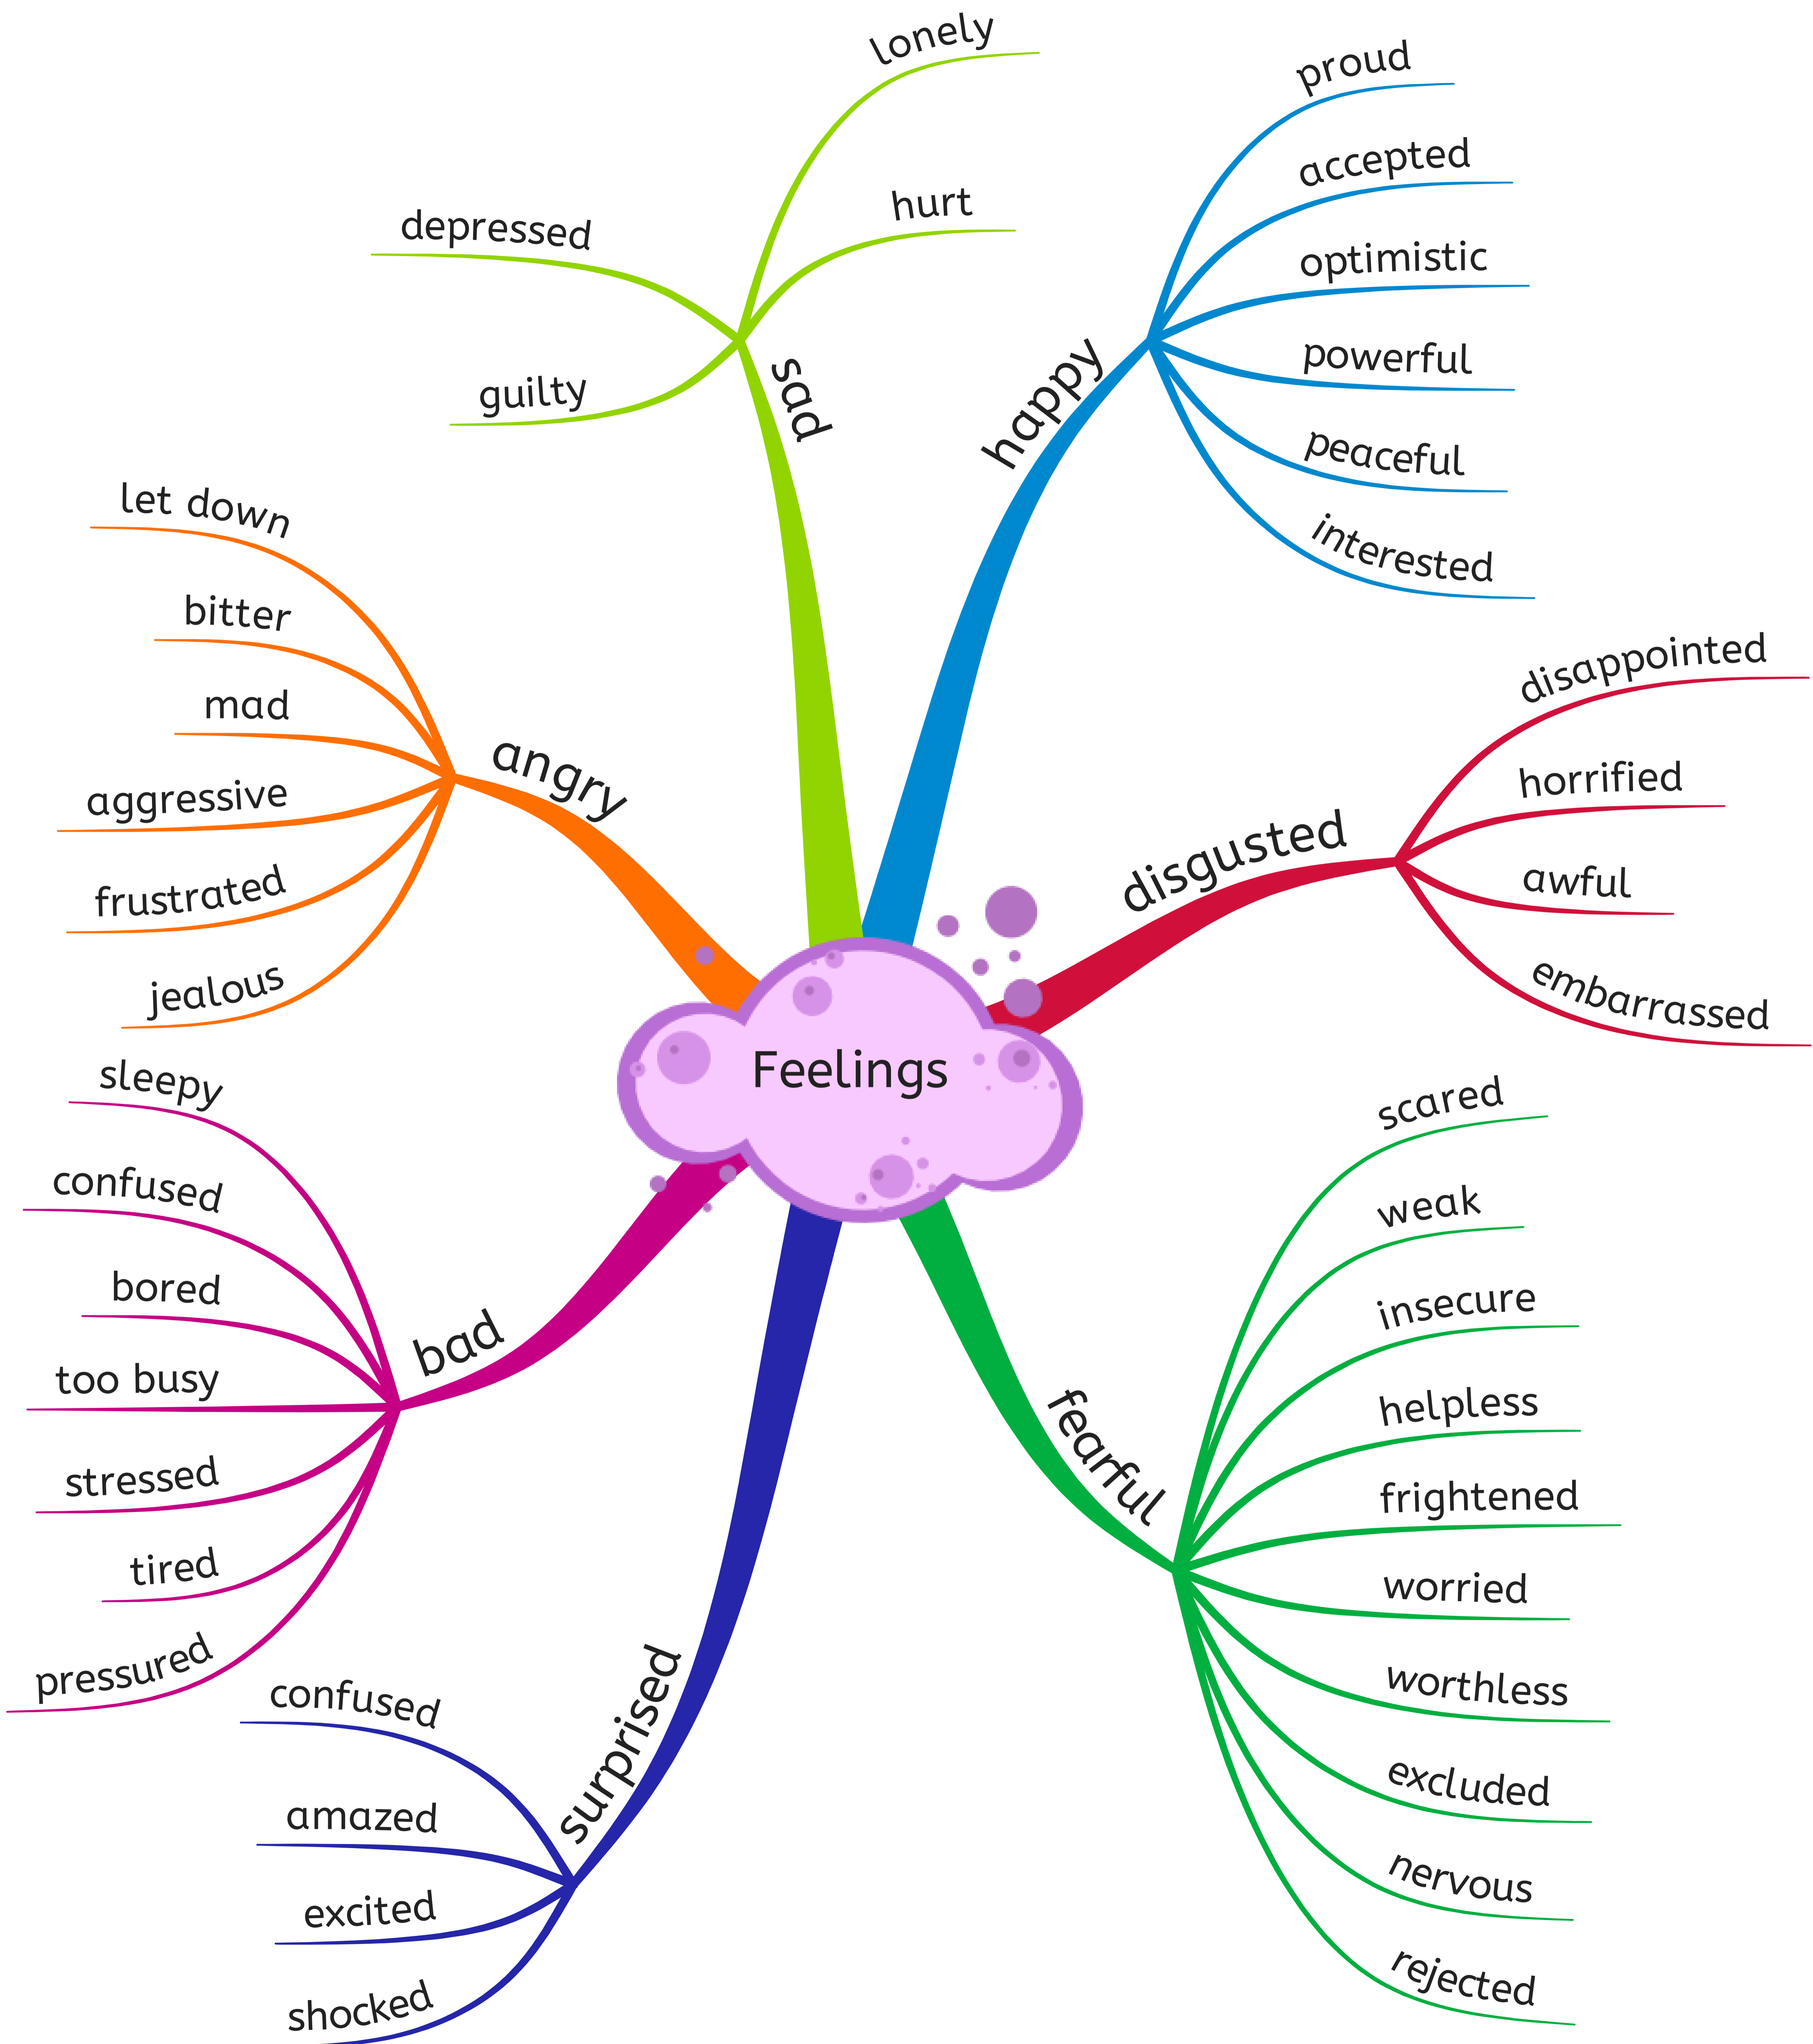 Feelings
happy
proud
accepted
optimistic
powerful
peaceful
interested
disgusted
disappointed
horrified
awful
embarrassed
fearful
scared
weak
insecure
helpless
frightened
worried
worthless
excluded
nervous
rejected
surprised
confused
amazed
excited
shocked
bad
sleepy
confused
bored
too busy
stressed
tired
pressured
angry
let down
bitter
mad
aggressive
frustrated
jealous
sad
lonely
hurt
depressed
guilty